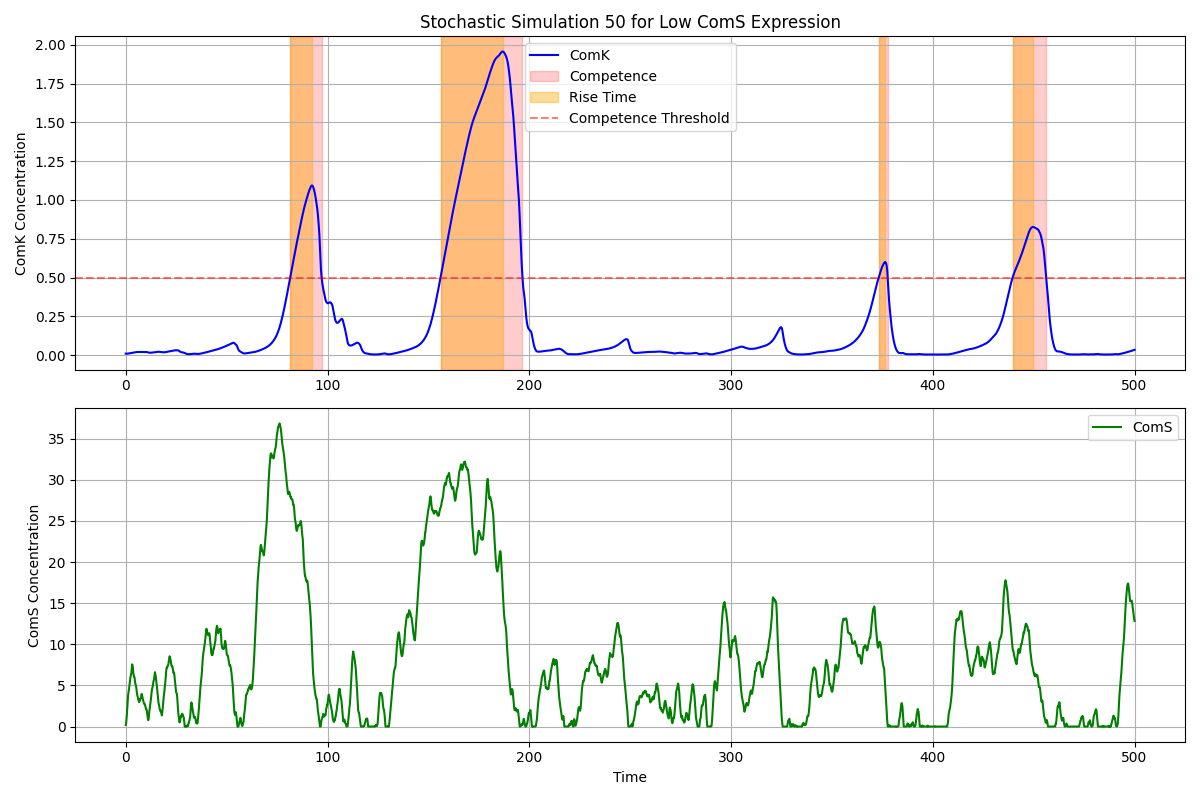 Stochastic Simulation 50 for Low ComS Expression
ComK Concentration
2.00
1.75
1.50
1.25
1.00
0.75
0.50
0.25
0.00
ComK
Competence
Rise Time
Competence Threshold
0 100 200 300 400 500
ComS Concentration
35
30
25
20
15
10
5
0
ComS
0 100 200 300 400 500
Time